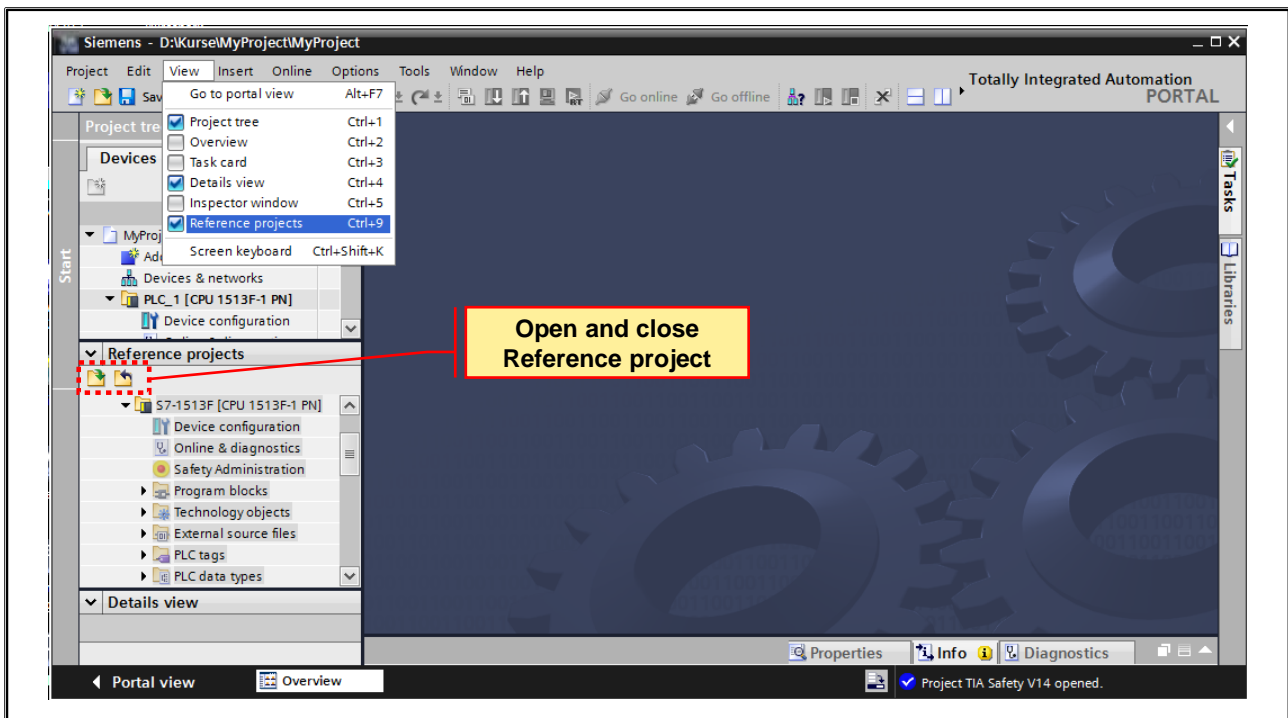 Siemens - D:\Kurse\MyProject\MyProject
Project Edit View Insert Online Options Tools Window Help
Totally Integrated Automation
PORTAL
Sav
Go online Go offline
Go to portal view Alt+F7
Project tree Ctrl+1
Overview Ctrl+2
Task card Ctrl+3
Details view Ctrl+4
Inspector window Ctrl+5
Reference projects Ctrl+9
Screen keyboard Ctrl+Shift+K
Project tre
Devices
Start
MyProj
Ad
Devices & networks
PLC_1 [CPU 1513F-1 PN]
Device configuration
Reference projects
S7-1513F [CPU 1513F-1 PN]
Device configuration
Online & diagnostics
Safety Administration
Program blocks
Technology objects
External source files
PLC tags
PLC data types
Details view
Open and close
Reference project
Tasks
Libraries
Properties Info Diagnostics
Portal view Overview Project TIA Safety V14 opened.